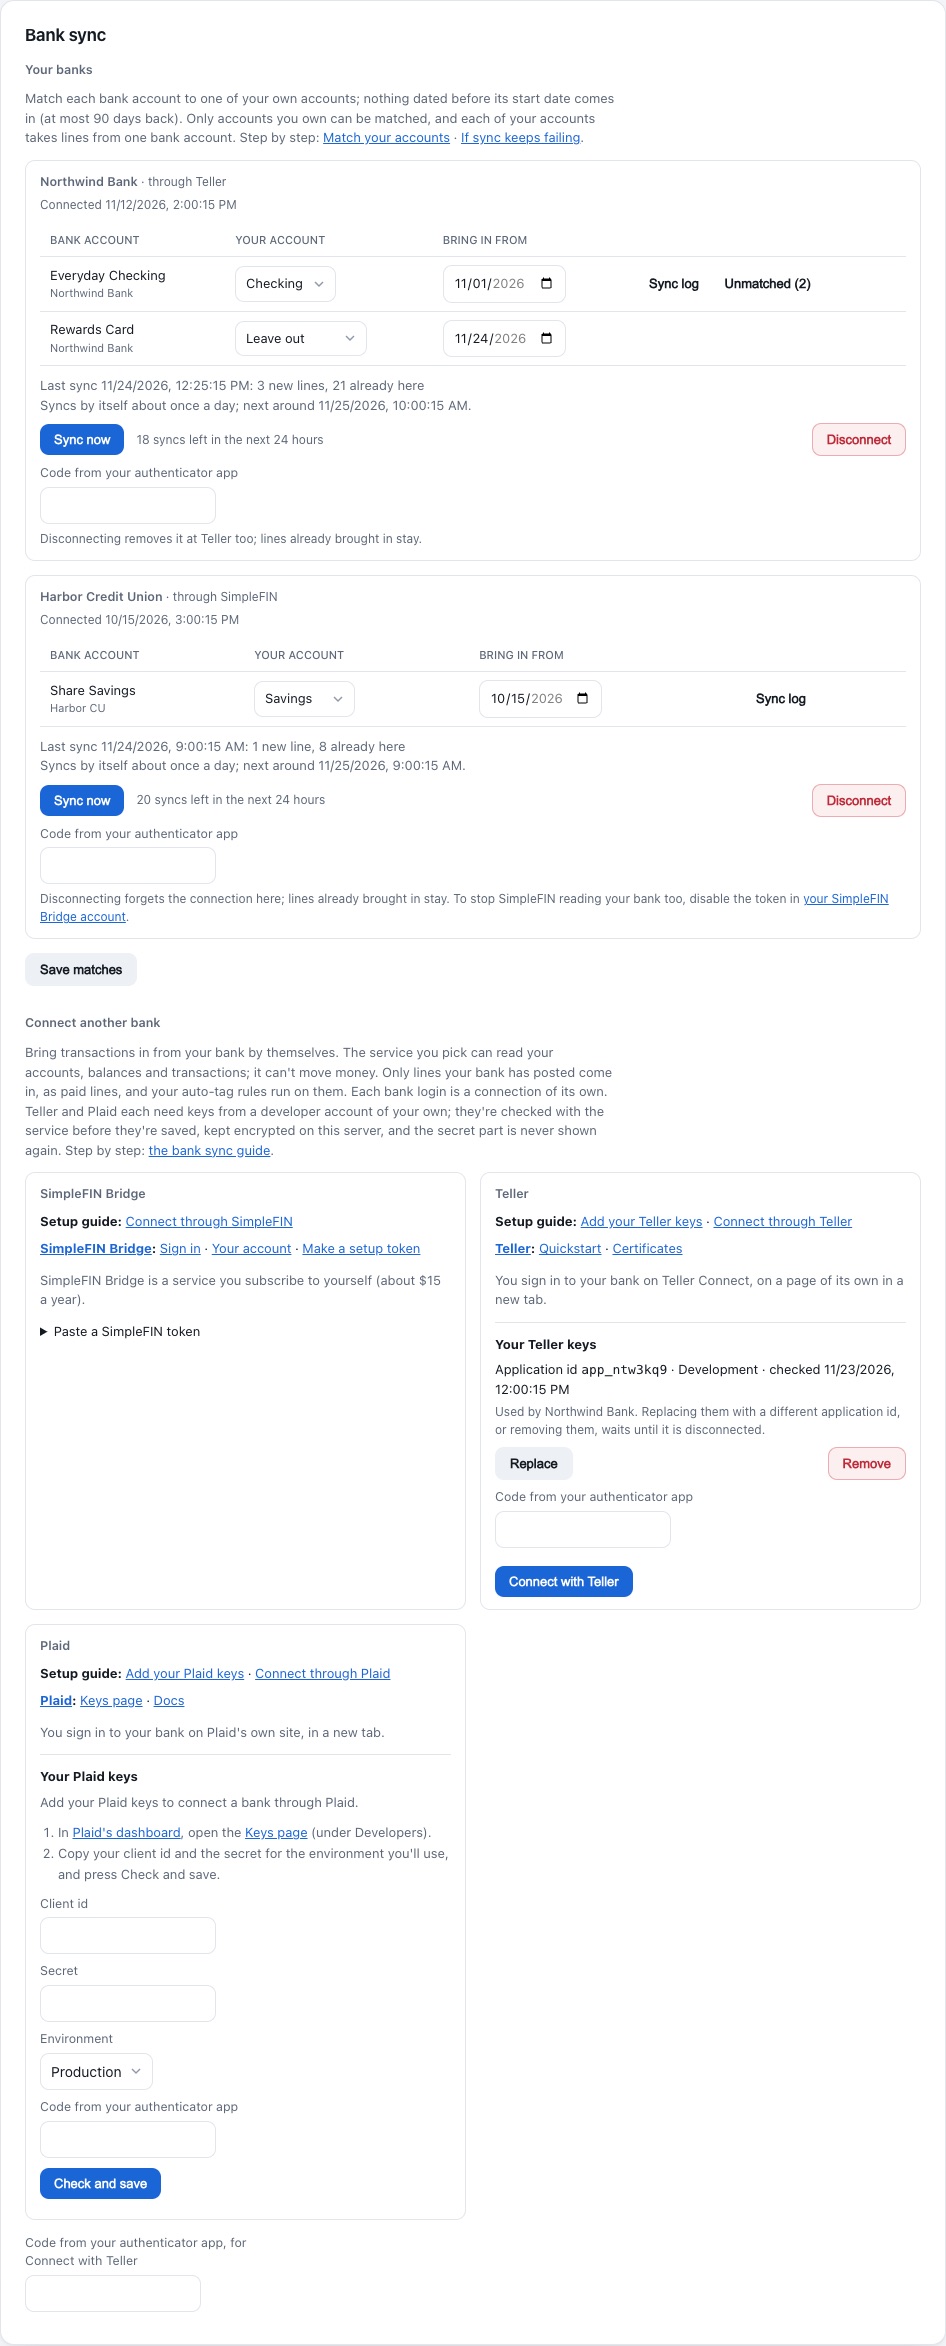 Bank sync
Your banks
Match each bank account to one of your own accounts; nothing dated before its start date comes
in (at most 90 days back). Only accounts you own can be matched, and each of your accounts
takes lines from one bank account. Step by step: Match your accounts · If sync keeps failing.
Northwind Bank · through Teller
Connected 11/12/2026, 2:00:15 PM
BANK ACCOUNT YOUR ACCOUNT BRING IN FROM
Everyday Checking
Northwind Bank
Checking 11/01/2026 Sync log Unmatched (2)
Rewards Card
Northwind Bank
Leave out 11/24/2026
Last sync 11/24/2026, 12:25:15 PM: 3 new lines, 21 already here
Syncs by itself about once a day; next around 11/25/2026, 10:00:15 AM.
Sync now 18 syncs left in the next 24 hours Disconnect
Code from your authenticator app
Disconnecting removes it at Teller too; lines already brought in stay.
Harbor Credit Union · through SimpleFIN
Connected 10/15/2026, 3:00:15 PM
BANK ACCOUNT YOUR ACCOUNT BRING IN FROM
Share Savings
Harbor CU
Savings 10/15/2026 Sync log
Last sync 11/24/2026, 9:00:15 AM: 1 new line, 8 already here
Syncs by itself about once a day; next around 11/25/2026, 9:00:15 AM.
Sync now 20 syncs left in the next 24 hours Disconnect
Code from your authenticator app
Disconnecting forgets the connection here; lines already brought in stay. To stop SimpleFIN reading your bank too, disable the token in your SimpleFIN
Bridge account.
Save matches
Connect another bank
Bring transactions in from your bank by themselves. The service you pick can read your
accounts, balances and transactions; it can't move money. Only lines your bank has posted come
in, as paid lines, and your auto-tag rules run on them. Each bank login is a connection of its own.
Teller and Plaid each need keys from a developer account of your own; they're checked with the
service before they're saved, kept encrypted on this server, and the secret part is never shown
again. Step by step: the bank sync guide.
SimpleFIN Bridge
Setup guide: Connect through SimpleFIN
SimpleFIN Bridge: Sign in · Your account · Make a setup token
SimpleFIN Bridge is a service you subscribe to yourself (about $15
a year).
Paste a SimpleFIN token
Teller
Setup guide: Add your Teller keys · Connect through Teller
Teller: Quickstart · Certificates
You sign in to your bank on Teller Connect, on a page of its own in a
new tab.
Your Teller keys
Application id app_ntw3kq9 · Development · checked 11/23/2026,
12:00:15 PM
Used by Northwind Bank. Replacing them with a different application id,
or removing them, waits until it is disconnected.
Replace Remove
Code from your authenticator app
Connect with Teller
Plaid
Setup guide: Add your Plaid keys · Connect through Plaid
Plaid: Keys page · Docs
You sign in to your bank on Plaid's own site, in a new tab.
Your Plaid keys
Add your Plaid keys to connect a bank through Plaid.
1. In Plaid's dashboard, open the Keys page (under Developers).
2. Copy your client id and the secret for the environment you'll use,
and press Check and save.
Client id
Secret
Environment
Production
Code from your authenticator app
Check and save
Code from your authenticator app, for
Connect with Teller